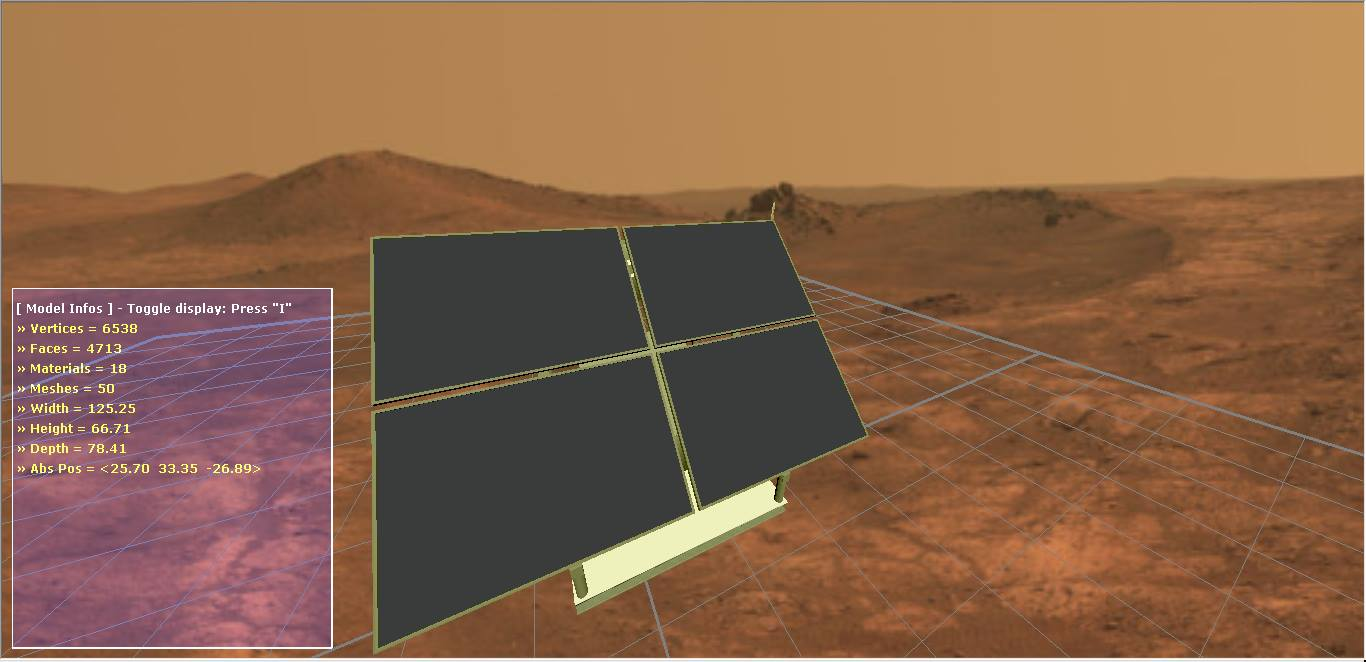 [ Model Infos ] - Toggle display: Press "I"
» Vertices = 6538
» Faces = 4713
» Materials = 18
» Meshes = 50
» Width = 125.25
» Height = 66.71
» Depth = 78.41
» Abs Pos = <25.70 33.35 -26.89>